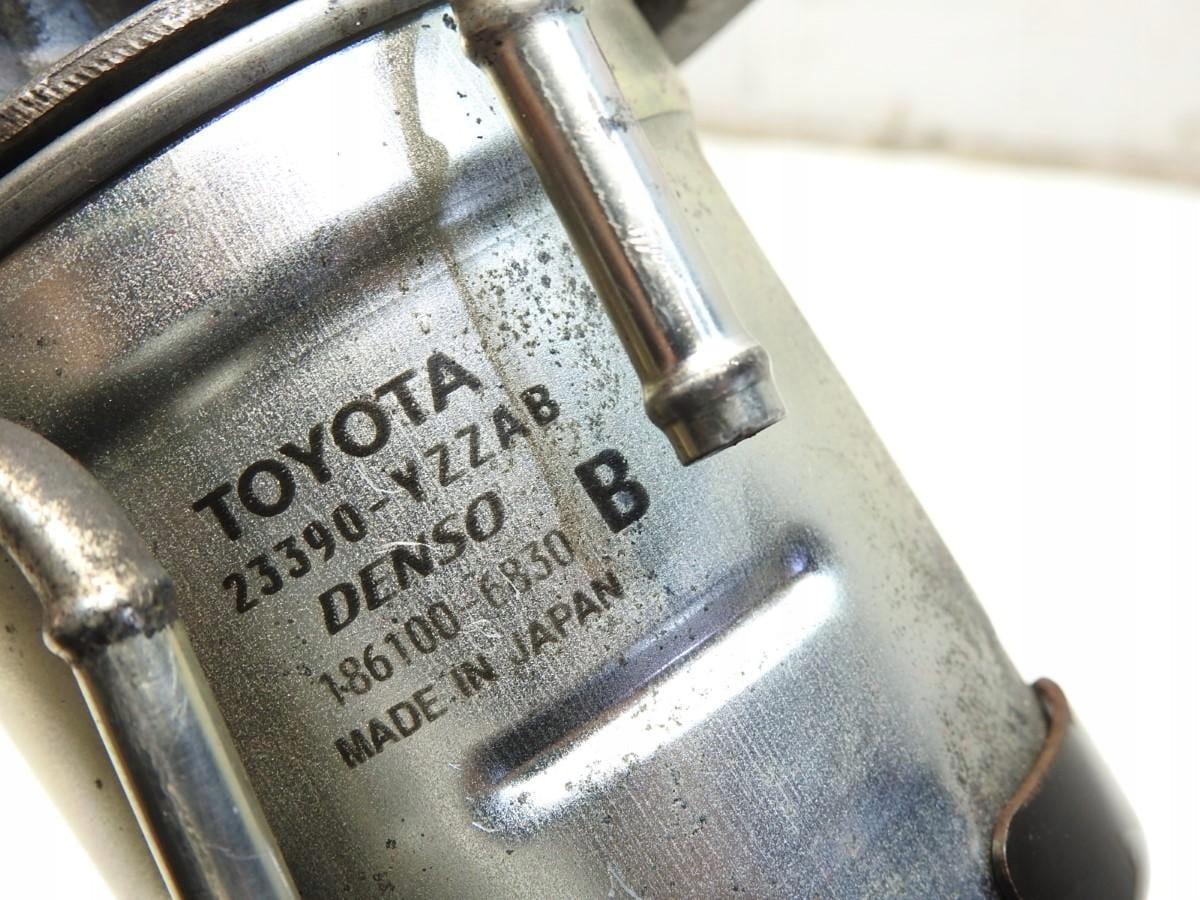 TOYOTA
23390-YZZAB
DENSO B
186100-6830
MADE IN JAPAN